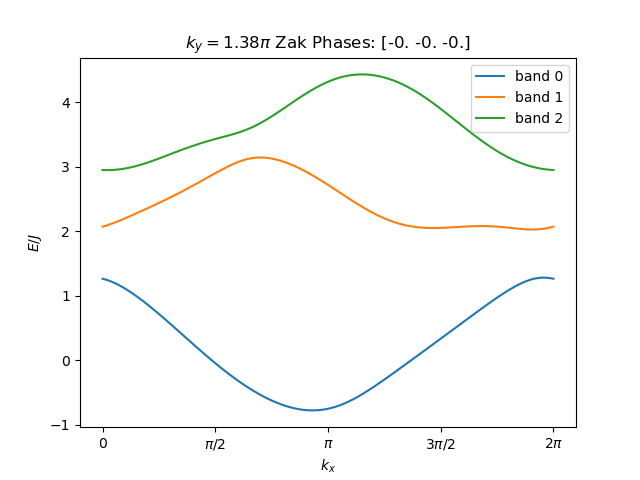 k_y = 1.38π Zak Phases: [-0. -0. -0.]
band 0
band 1
band 2
E/J
4
3
2
1
0
−1
0
π/2
π
3π/2
2π
k_x